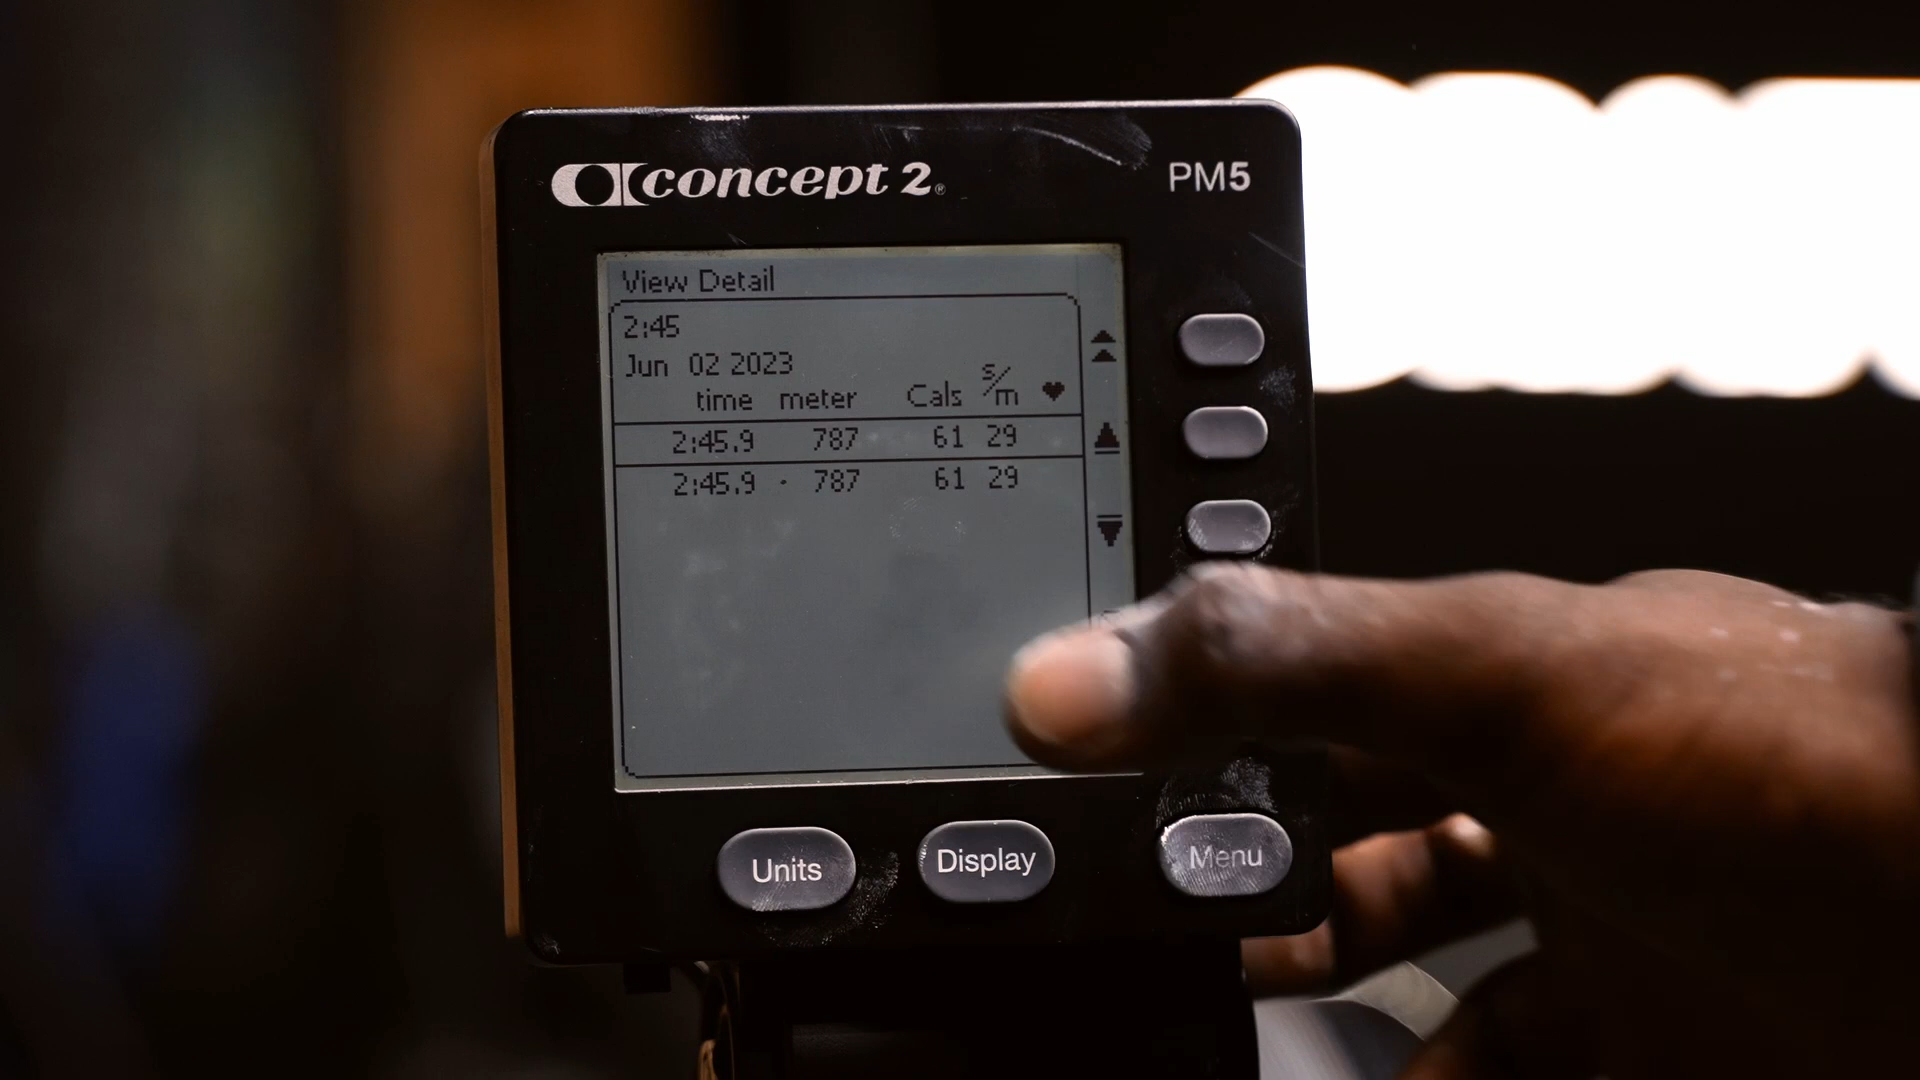 concept 2® PM5
View Detail
2:45
Jun 02 2023
time meter Cals s/m ♥
2:45.9 787 61 29
2:45.9 787 61 29
Units Display Menu